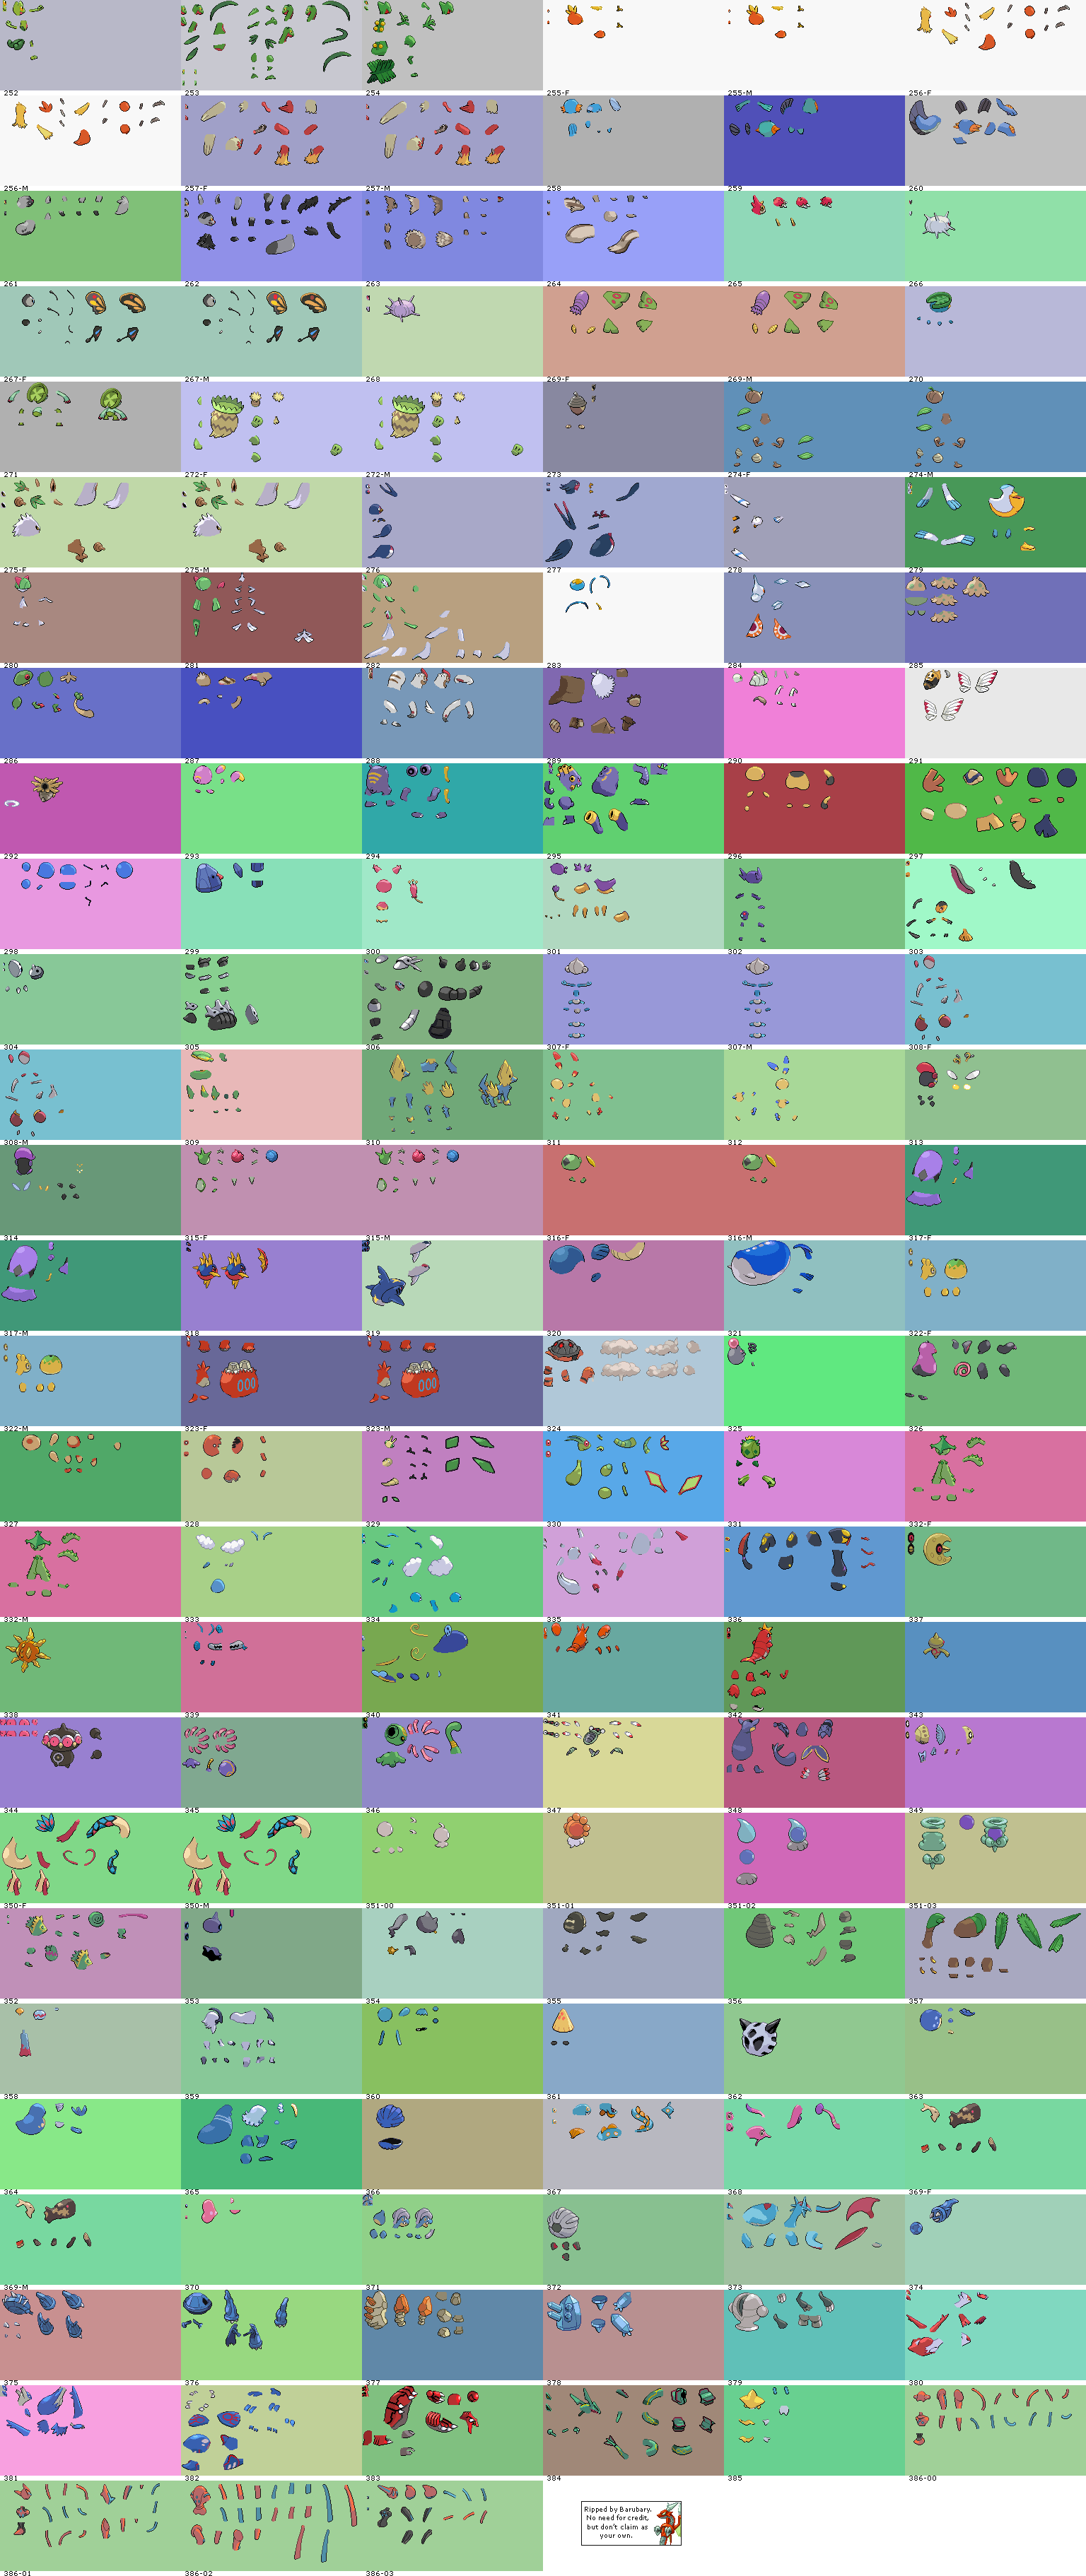 252 253 254 255-F 255-M 256-F
256-M 257-F 257-M 258 259 260
261 262 263 264 265 266
267-F 267-M 268 269-F 269-M 270
271 272-F 272-M 273 274-F 274-M
275-F 275-M 276 277 278 279
280 281 282 283 284 285
286 287 288 289 290 291
292 293 294 295 296 297
298 299 300 301 302 303
304 305 306 307-F 307-M 308-F
308-M 309 310 311 312 313
314 315-F 315-M 316-F 316-M 317-F
317-M 318 319 320 321 322-F
322-M 323-F 323-M 324 325 326
327 328 329 330 331 332-F
332-M 333 334 335 336 337
338 339 340 341 342 343
344 345 346 347 348 349
350-F 350-M 351-00 351-01 351-02 351-03
352 353 354 355 356 357
358 359 360 361 362 363
364 365 366 367 368 369-F
369-M 370 371 372 373 374
375 376 377 378 379 380
381 382 383 384 385 386-00
386-01 386-02 386-03
Ripped by Barubary.
No need for credit,
but don't claim as
your own.